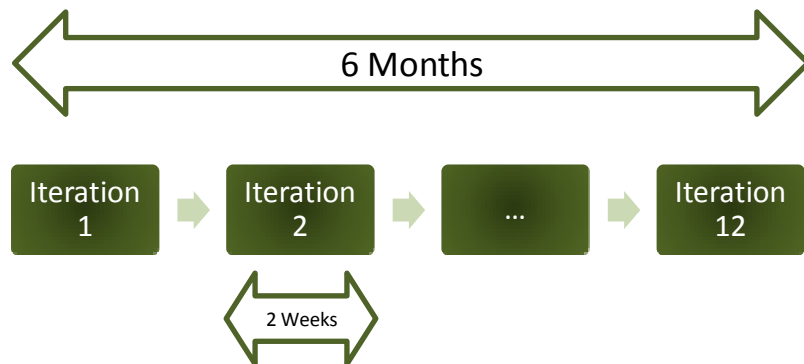 6 Months
Iteration
1
Iteration
2
...
Iteration
12
2 Weeks